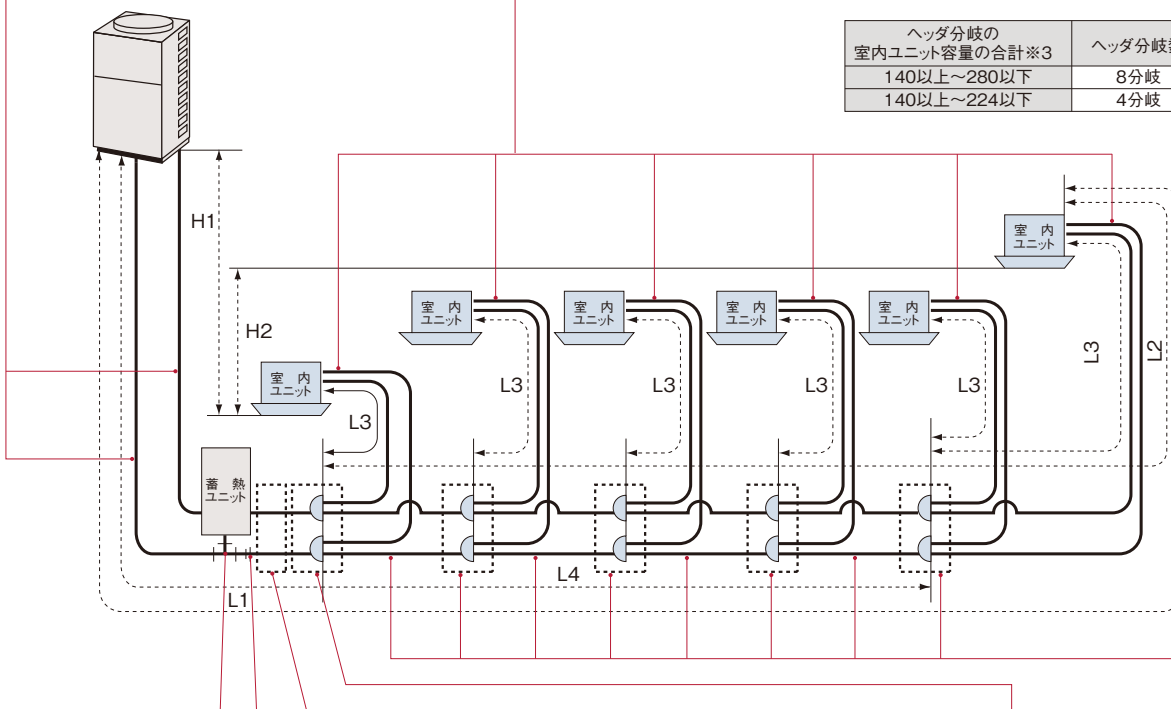 ヘッダ分岐の
室内ユニット容量の合計※3
ヘッダ分岐
140以上～280以下
8分岐
140以上～224以下
4分岐
H1
室 内
ユニット
H2
室 内
ユニット
室 内
ユニット
室 内
ユニット
室 内
ユニット
L3
L2
室 内
ユニット
L3
L3
L3
L3
L3
蓄 熱
ユニット
L4
L1